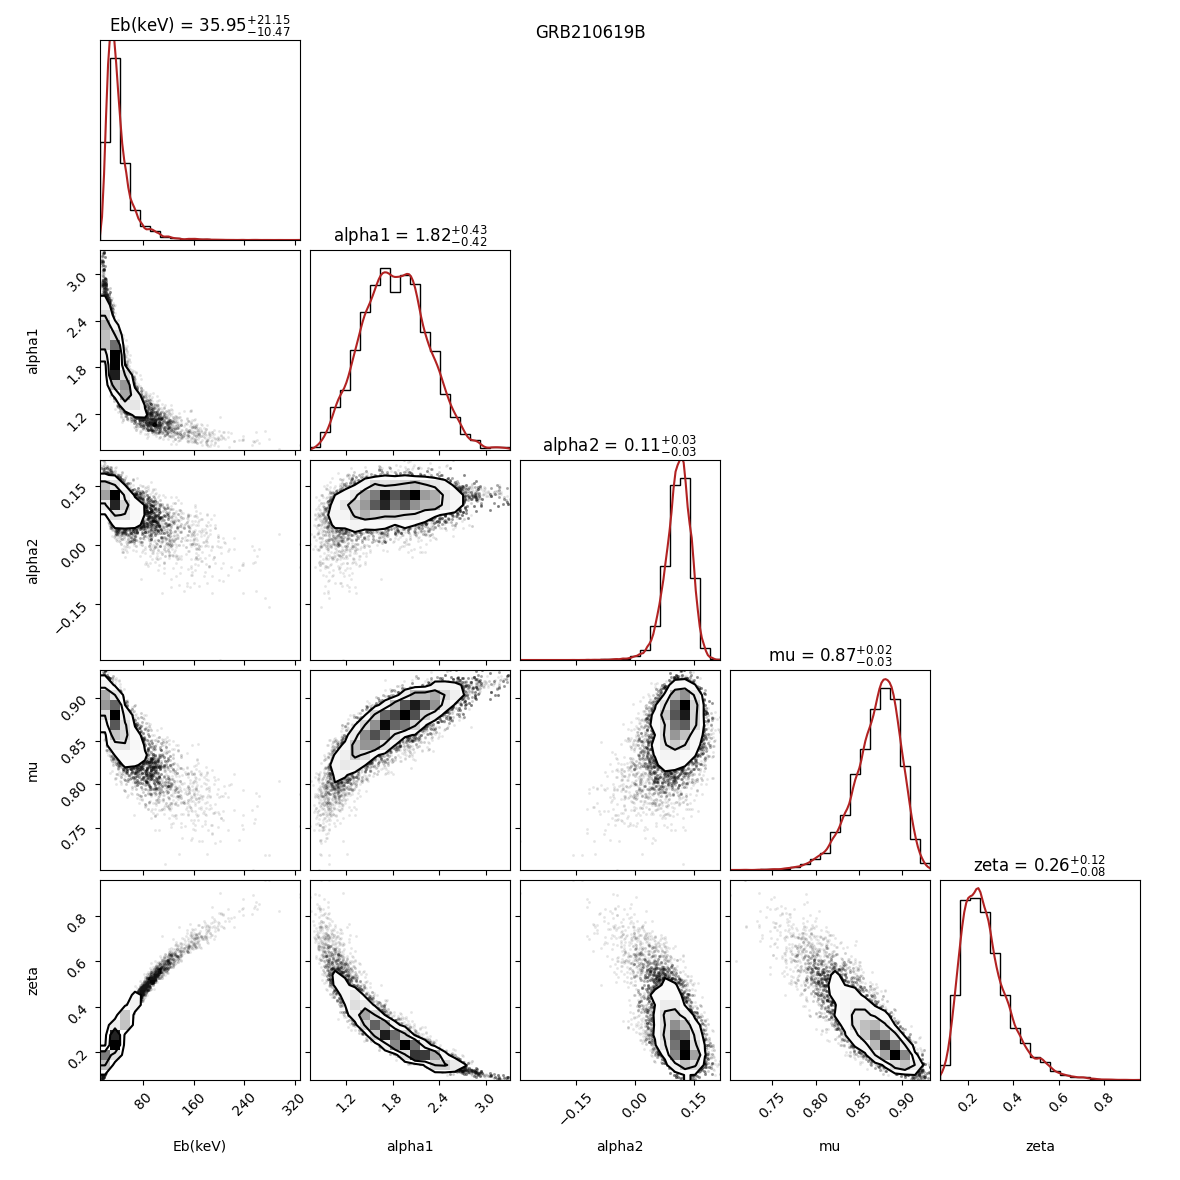 GRB210619B
Eb(keV) = 35.95+21.15−10.47
alpha1 = 1.82+0.43−0.42
3.0
2.4
1.8
1.2
alpha1
alpha2 = 0.11+0.03−0.03
0.15
0.00
−0.15
alpha2
mu = 0.87+0.02−0.03
0.90
0.85
0.80
0.75
mu
zeta = 0.26+0.12−0.08
0.8
0.6
0.4
0.2
zeta
80 160 240 320 1.2 1.8 2.4 3.0 −0.15 0.00 0.15 0.75 0.80 0.85 0.90 0.2 0.4 0.6 0.8
Eb(keV) alpha1 alpha2 mu zeta